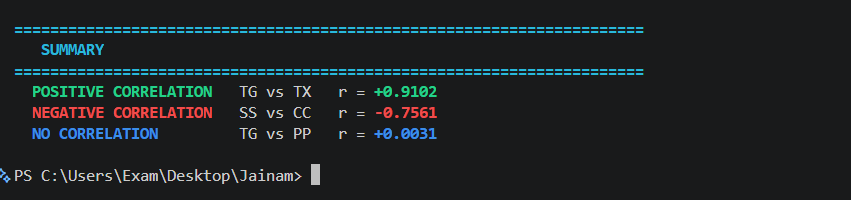 ======================================================================
SUMMARY
======================================================================
POSITIVE CORRELATION   TG vs TX   r = +0.9102
NEGATIVE CORRELATION   SS vs CC   r = -0.7561
NO CORRELATION         TG vs PP   r = +0.0031
PS C:\Users\Exam\Desktop\Jainam>